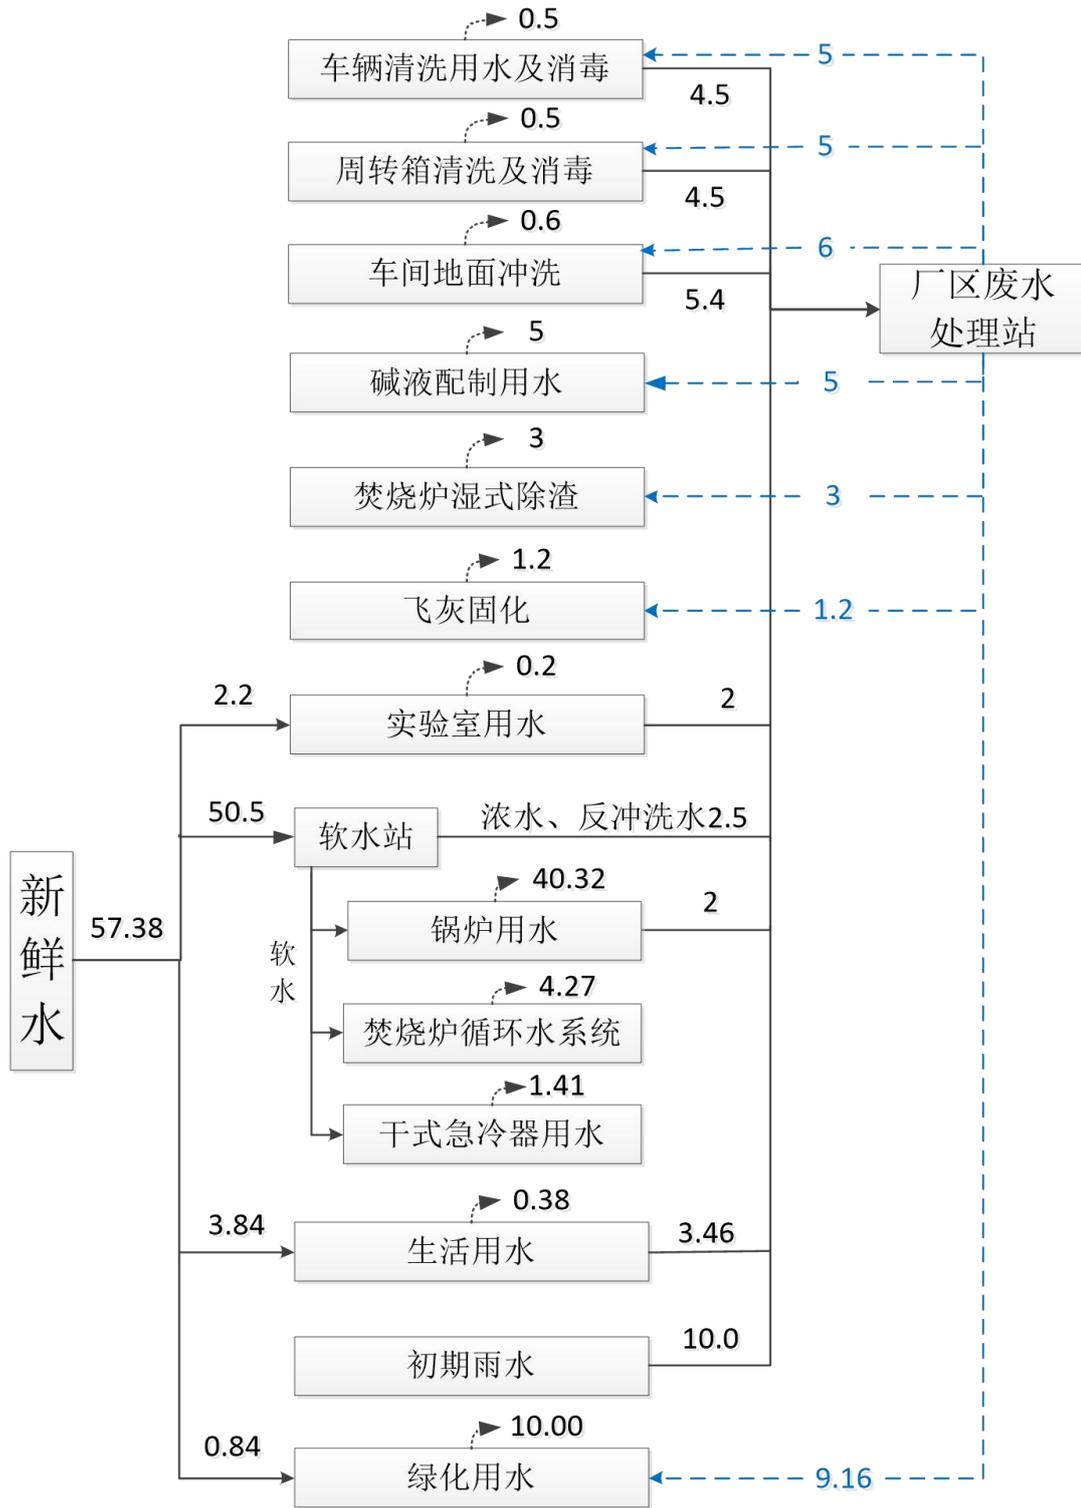 0.5
车辆清洗用水及消毒
5
4.5
0.5
周转箱清洗及消毒
5
4.5
0.6
车间地面冲洗
6
5.4
厂区废水
处理站
5
碱液配制用水
5
3
焚烧炉湿式除渣
3
1.2
飞灰固化
1.2
0.2
2.2
实验室用水
2
50.5
软水站
浓水、反冲洗水2.5
新
鲜
水
57.38
软
水
40.32
锅炉用水
2
4.27
焚烧炉循环水系统
1.41
干式急冷器用水
0.38
3.84
生活用水
3.46
初期雨水
10.0
10.00
0.84
绿化用水
9.16